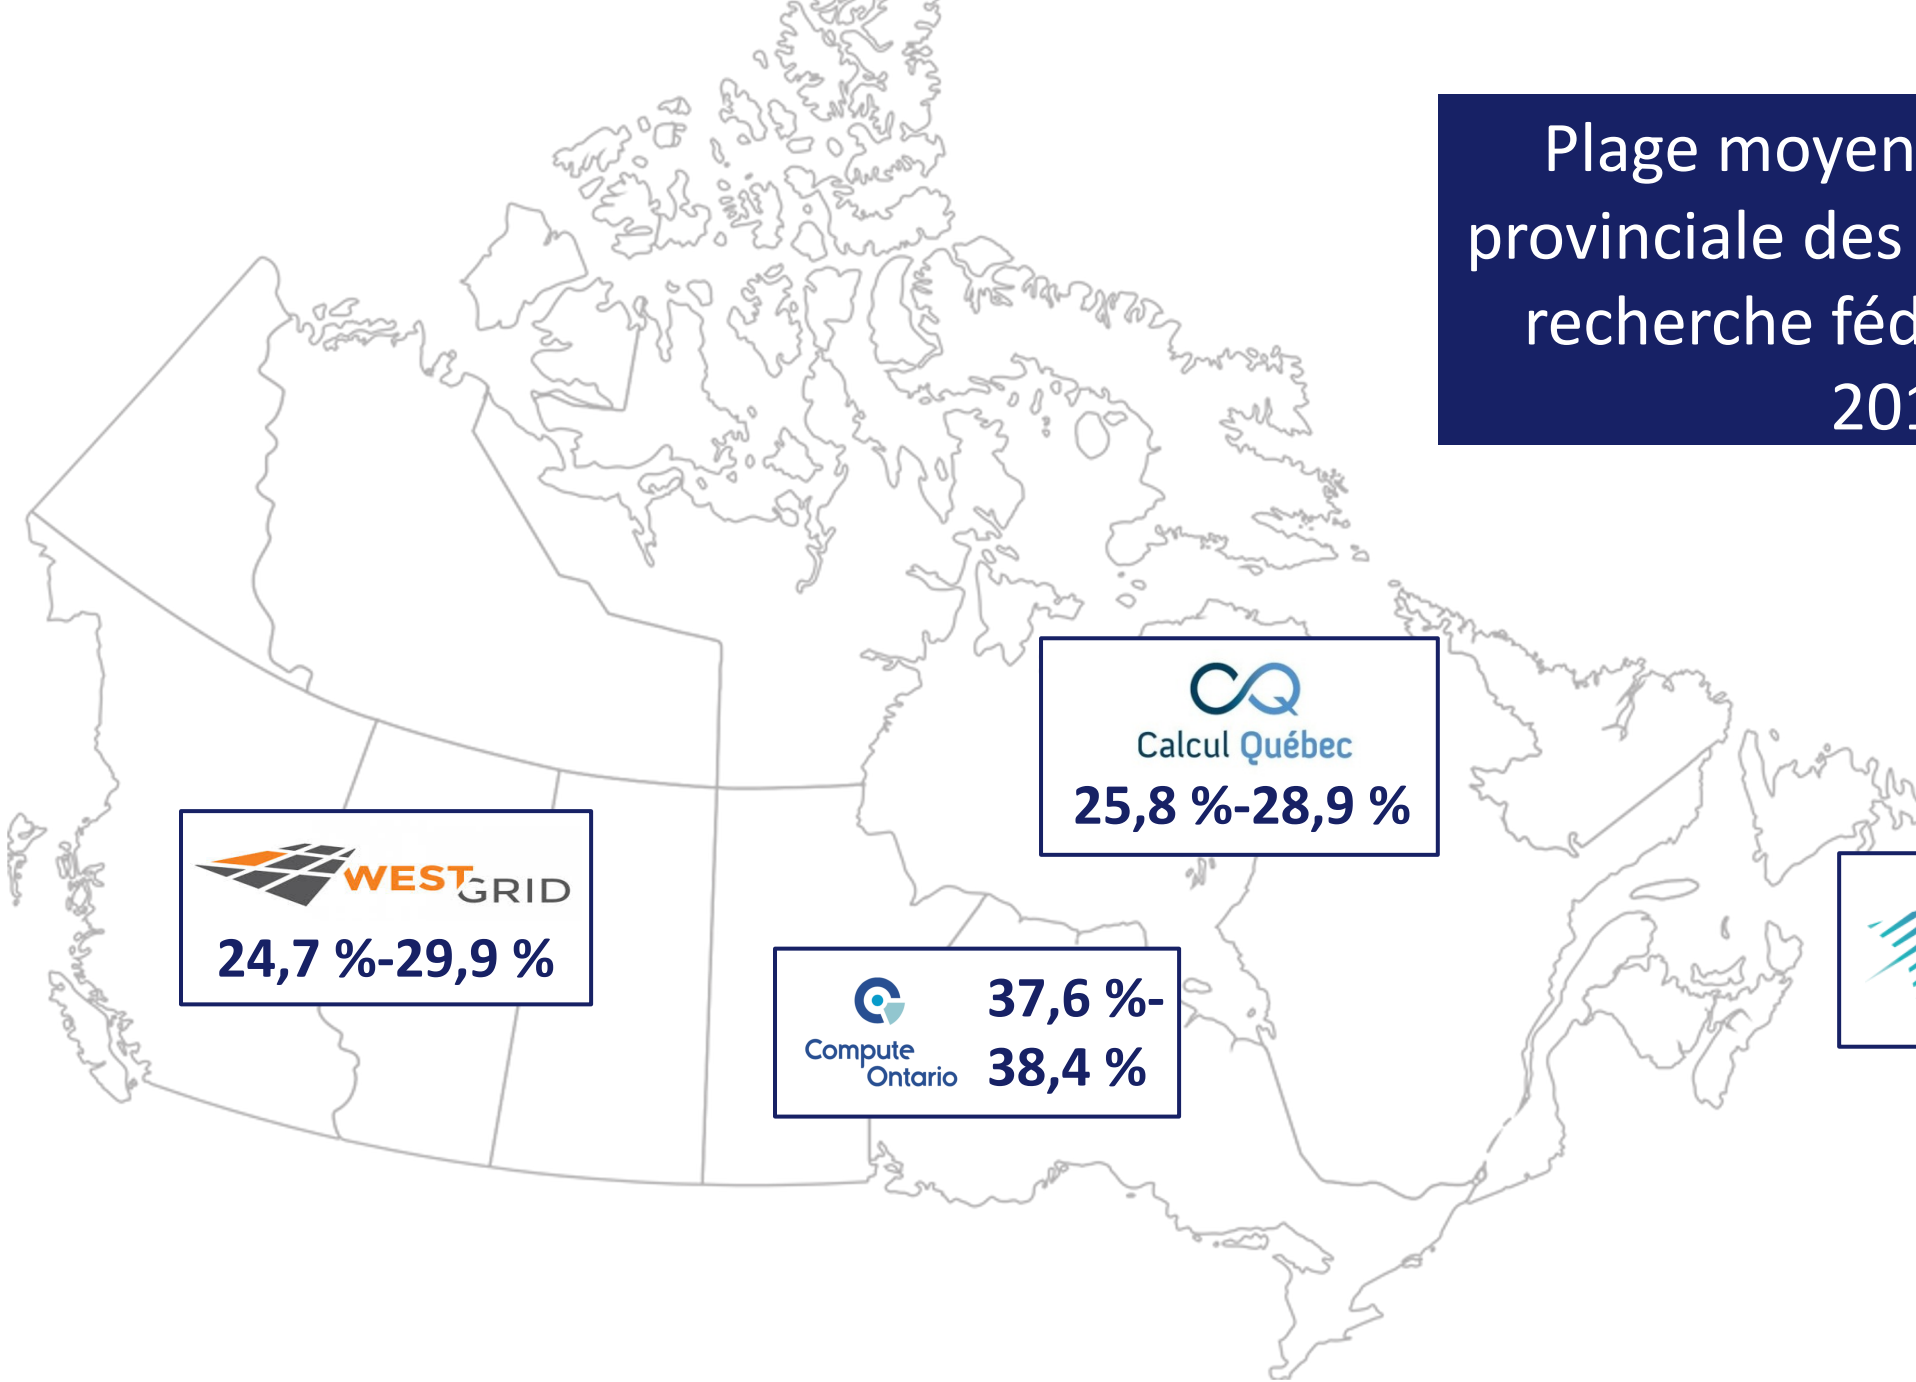 Plage moyen
provinciale des
recherche féd
201
Calcul Québec
25,8 %-28,9 %
WESTGRID
24,7 %-29,9 %
37,6 %-
38,4 %
Compute
Ontario